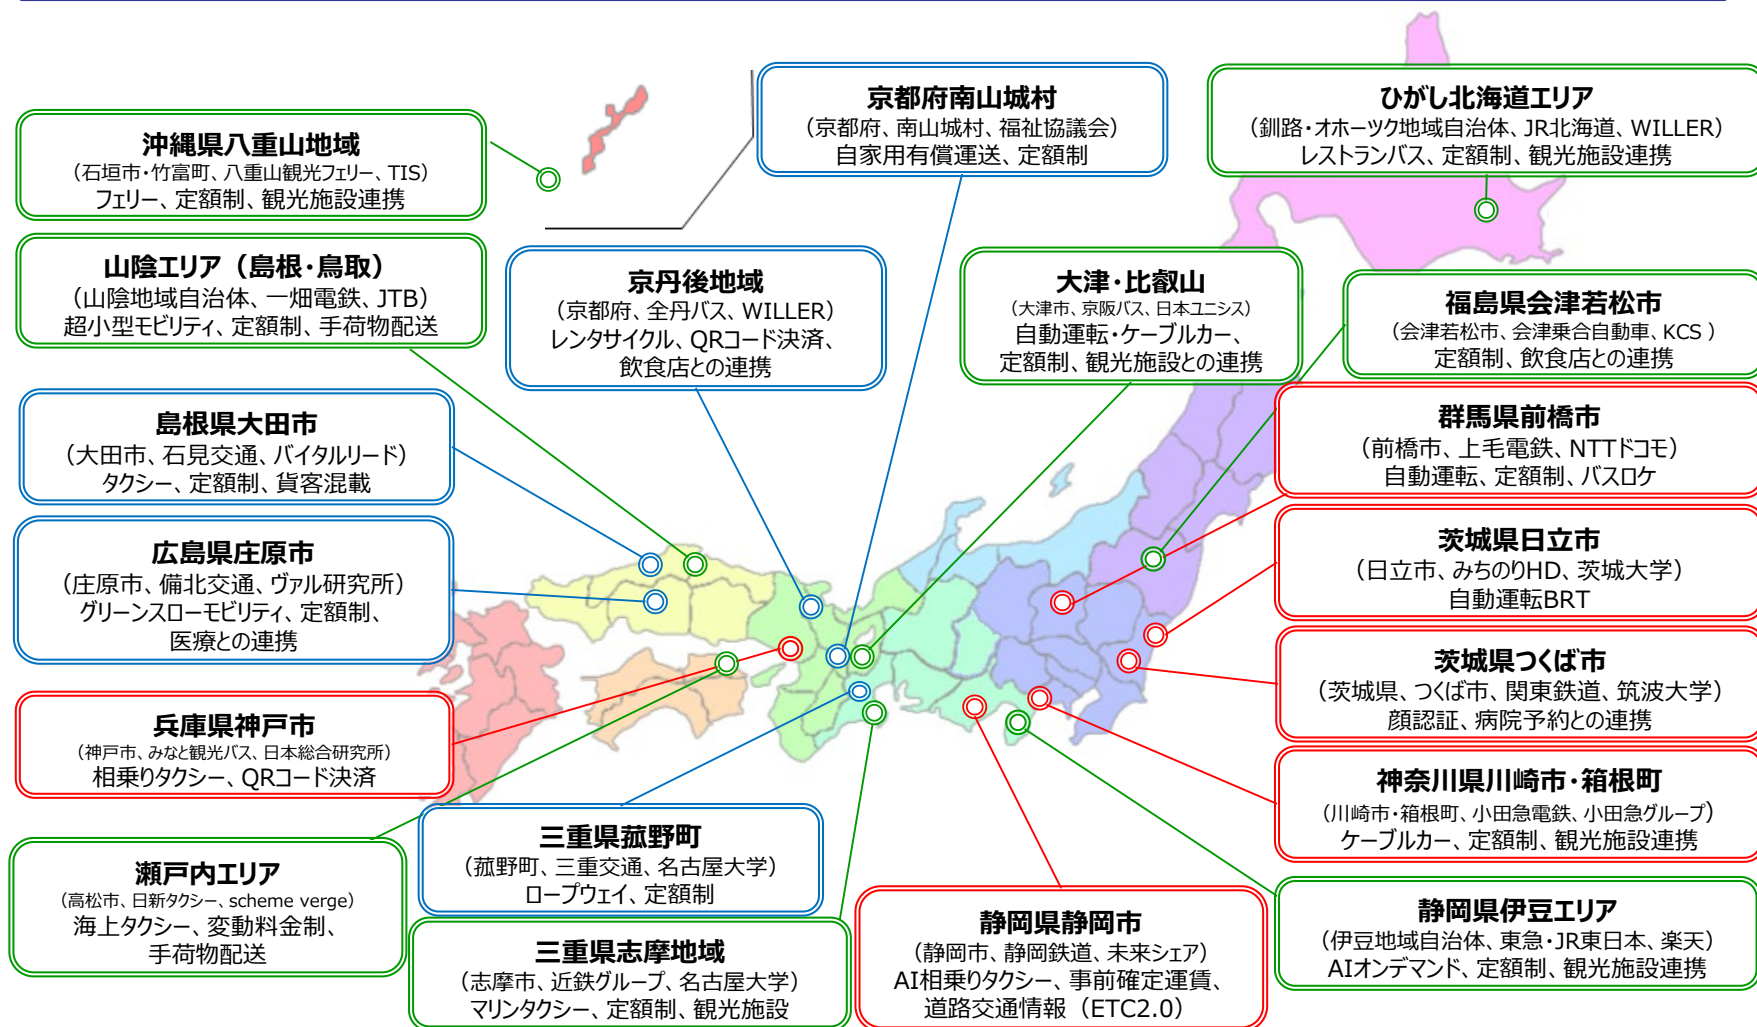 京都府南山城村
（京都府、南山城村、福祉協議会）
自家用有償運送、定額制
ひがし北海道エリア
（釧路・オホーツク地域自治体、JR北海道、WILLER）
レストランバス、定額制、観光施設連携
沖縄県八重山地域
（石垣市・竹富町、八重山観光フェリー、TIS）
フェリー、定額制、観光施設連携
山陰エリア（島根・鳥取）
（山陰地域自治体、一畑電鉄、JTB）
超小型モビリティ、定額制、手荷物配送
京丹後地域
（京都府、全丹バス、WILLER）
レンタサイクル、QRコード決済、
飲食店との連携
大津・比叡山
（大津市、京阪バス、日本ユニシス）
自動運転・ケーブルカー、
定額制、観光施設との連携
福島県会津若松市
（会津若松市、会津乗合自動車、KCS ）
定額制、飲食店との連携
島根県大田市
（大田市、石見交通、バイタルリード）
タクシー、定額制、貨客混載
群馬県前橋市
（前橋市、上毛電鉄、NTTドコモ）
自動運転、定額制、バスロケ
広島県庄原市
（庄原市、備北交通、ヴァル研究所）
グリーンスローモビリティ、定額制、
医療との連携
茨城県日立市
（日立市、みちのりHD、茨城大学）
自動運転BRT
茨城県つくば市
（茨城県、つくば市、関東鉄道、筑波大学）
顔認証、病院予約との連携
兵庫県神戸市
（神戸市、みなと観光バス、日本総合研究所）
相乗りタクシー、QRコード決済
神奈川県川崎市・箱根町
（川崎市・箱根町、小田急電鉄、小田急グループ）
ケーブルカー、定額制、観光施設連携
瀬戸内エリア
（高松市、日新タクシー、scheme verge）
海上タクシー、変動料金制、
手荷物配送
三重県菰野町
（菰野町、三重交通、名古屋大学）
ロープウェイ、定額制
三重県志摩地域
（志摩市、近鉄グループ、名古屋大学）
マリンタクシー、定額制、観光施設
静岡県静岡市
（静岡市、静岡鉄道、未来シェア）
AI相乗りタクシー、事前確定運賃、
道路交通情報（ETC2.0）
静岡県伊豆エリア
（伊豆地域自治体、東急・JR東日本、楽天）
AIオンデマンド、定額制、観光施設連携